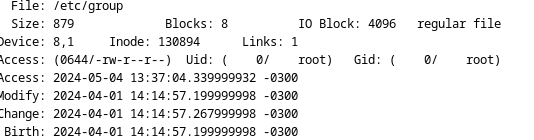 File: /etc/group
Size: 879 Blocks: 8 IO Block: 4096 regular file
Device: 8,1 Inode: 130894 Links: 1
Access: (0644/-rw-r--r--) Uid: ( 0/ root) Gid: ( 0/ root)
Access: 2024-05-04 13:37:04.339999932 -0300
Modify: 2024-04-01 14:14:57.199999998 -0300
Change: 2024-04-01 14:14:57.267999998 -0300
Birth: 2024-04-01 14:14:57.199999998 -0300